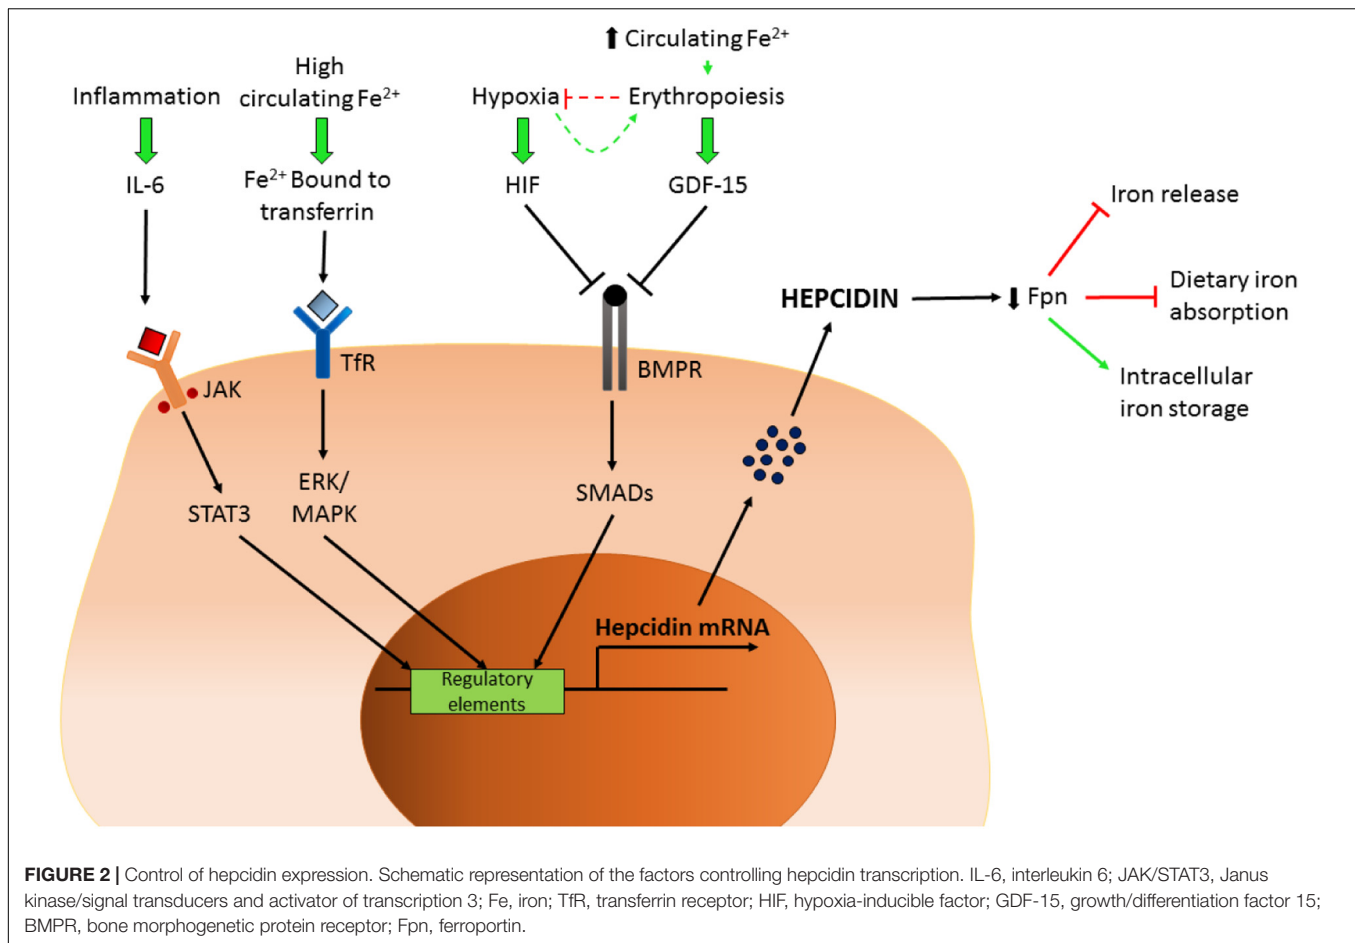 ⬆ Circulating Fe²⁺
High
circulating Fe²⁺
Inflammation
Hypoxia
Erythropoiesis
IL-6
Fe²⁺ Bound to
transferrin
HIF
GDF-15
Iron release
HEPCIDIN
⬇ Fpn
Dietary iron
absorption
Intracellular
iron storage
TfR
BMPR
JAK
ERK/
MAPK
STAT3
SMADs
Hepcidin mRNA
Regulatory
elements
FIGURE 2 | Control of hepcidin expression. Schematic representation of the factors controlling hepcidin transcription. IL-6, interleukin 6; JAK/STAT3, Janus
kinase/signal transducers and activator of transcription 3; Fe, iron; TfR, transferrin receptor; HIF, hypoxia-inducible factor; GDF-15, growth/differentiation factor 15;
BMPR, bone morphogenetic protein receptor; Fpn, ferroportin.